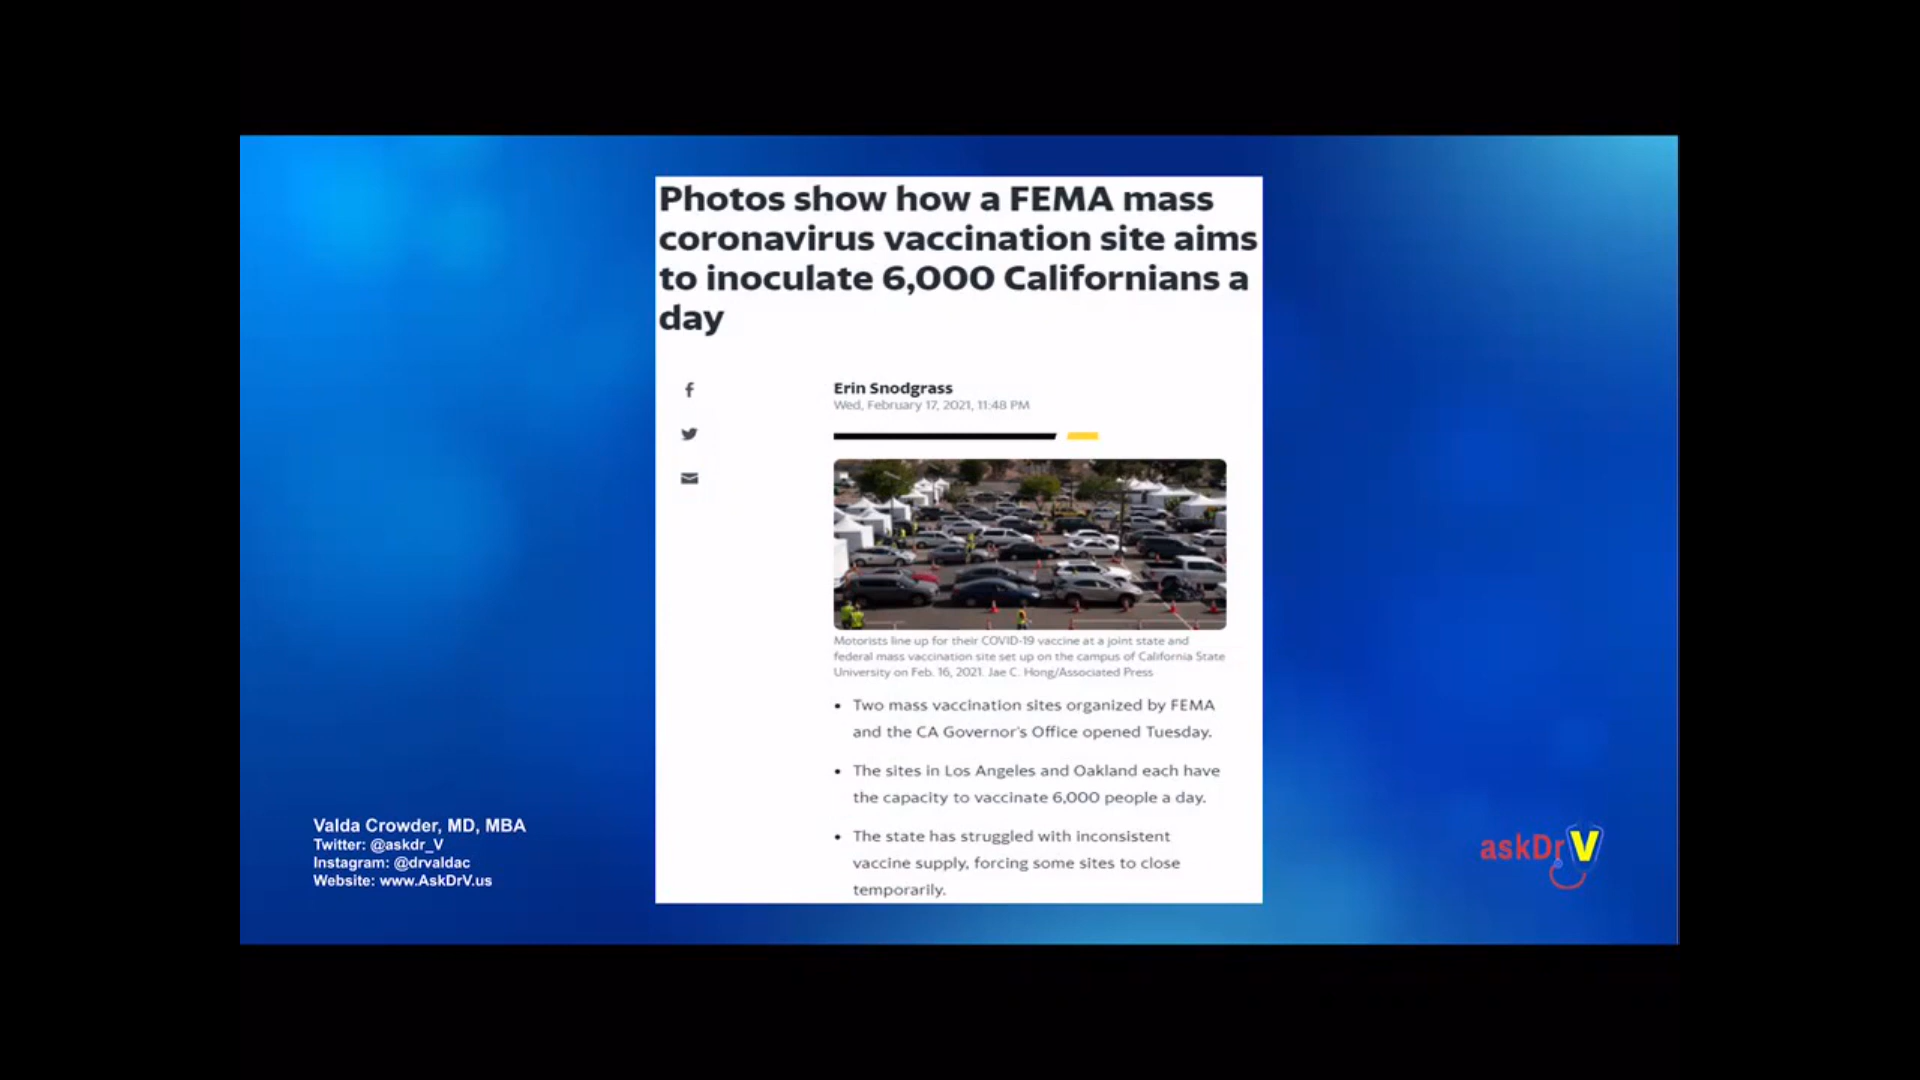 Photos show how a FEMA mass
coronavirus vaccination site aims
to inoculate 6,000 Californians a
day
Erin Snodgrass
Wed, February 17, 2021, 11:48 PM
Motorists line up for their COVID-19 vaccine at a joint state and
federal mass vaccination site set up on the campus of California State
University on Feb. 16, 2021. Jae C. Hong/Associated Press
• Two mass vaccination sites organized by FEMA
and the CA Governor's Office opened Tuesday.
• The sites in Los Angeles and Oakland each have
the capacity to vaccinate 6,000 people a day.
• The state has struggled with inconsistent
vaccine supply, forcing some sites to close
temporarily.
Valda Crowder, MD, MBA
Twitter: @askdr_V
Instagram: @drvaldac
Website: www.AskDrV.us
askDrV